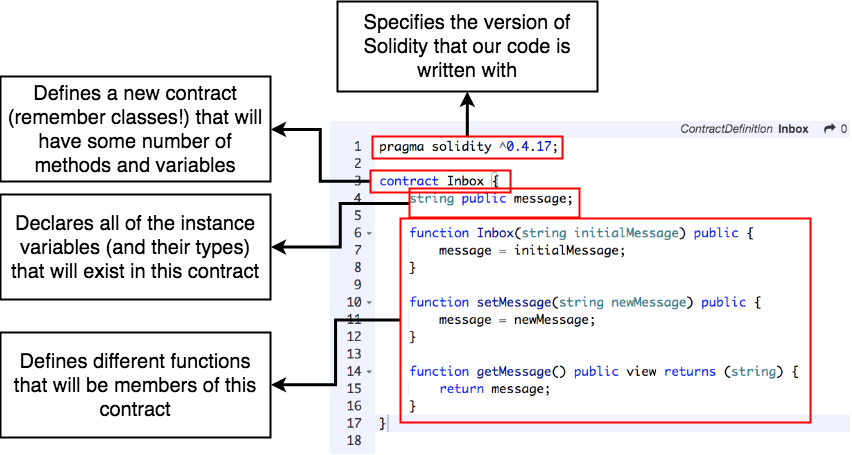 Specifies the version of
Solidity that our code is
written with
Defines a new contract
(remember classes!) that will
have some number of
methods and variables
Declares all of the instance
variables (and their types)
that will exist in this contract
Defines different functions
that will be members of this
contract
ContractDefinition Inbox 0
1 pragma solidity ^0.4.17;
2
3 contract Inbox {
4 string public message;
5
6 function Inbox(string initialMessage) public {
7 message = initialMessage;
8 }
9
10 function setMessage(string newMessage) public {
11 message = newMessage;
12 }
13
14 function getMessage() public view returns (string) {
15 return message;
16 }
17 }
18